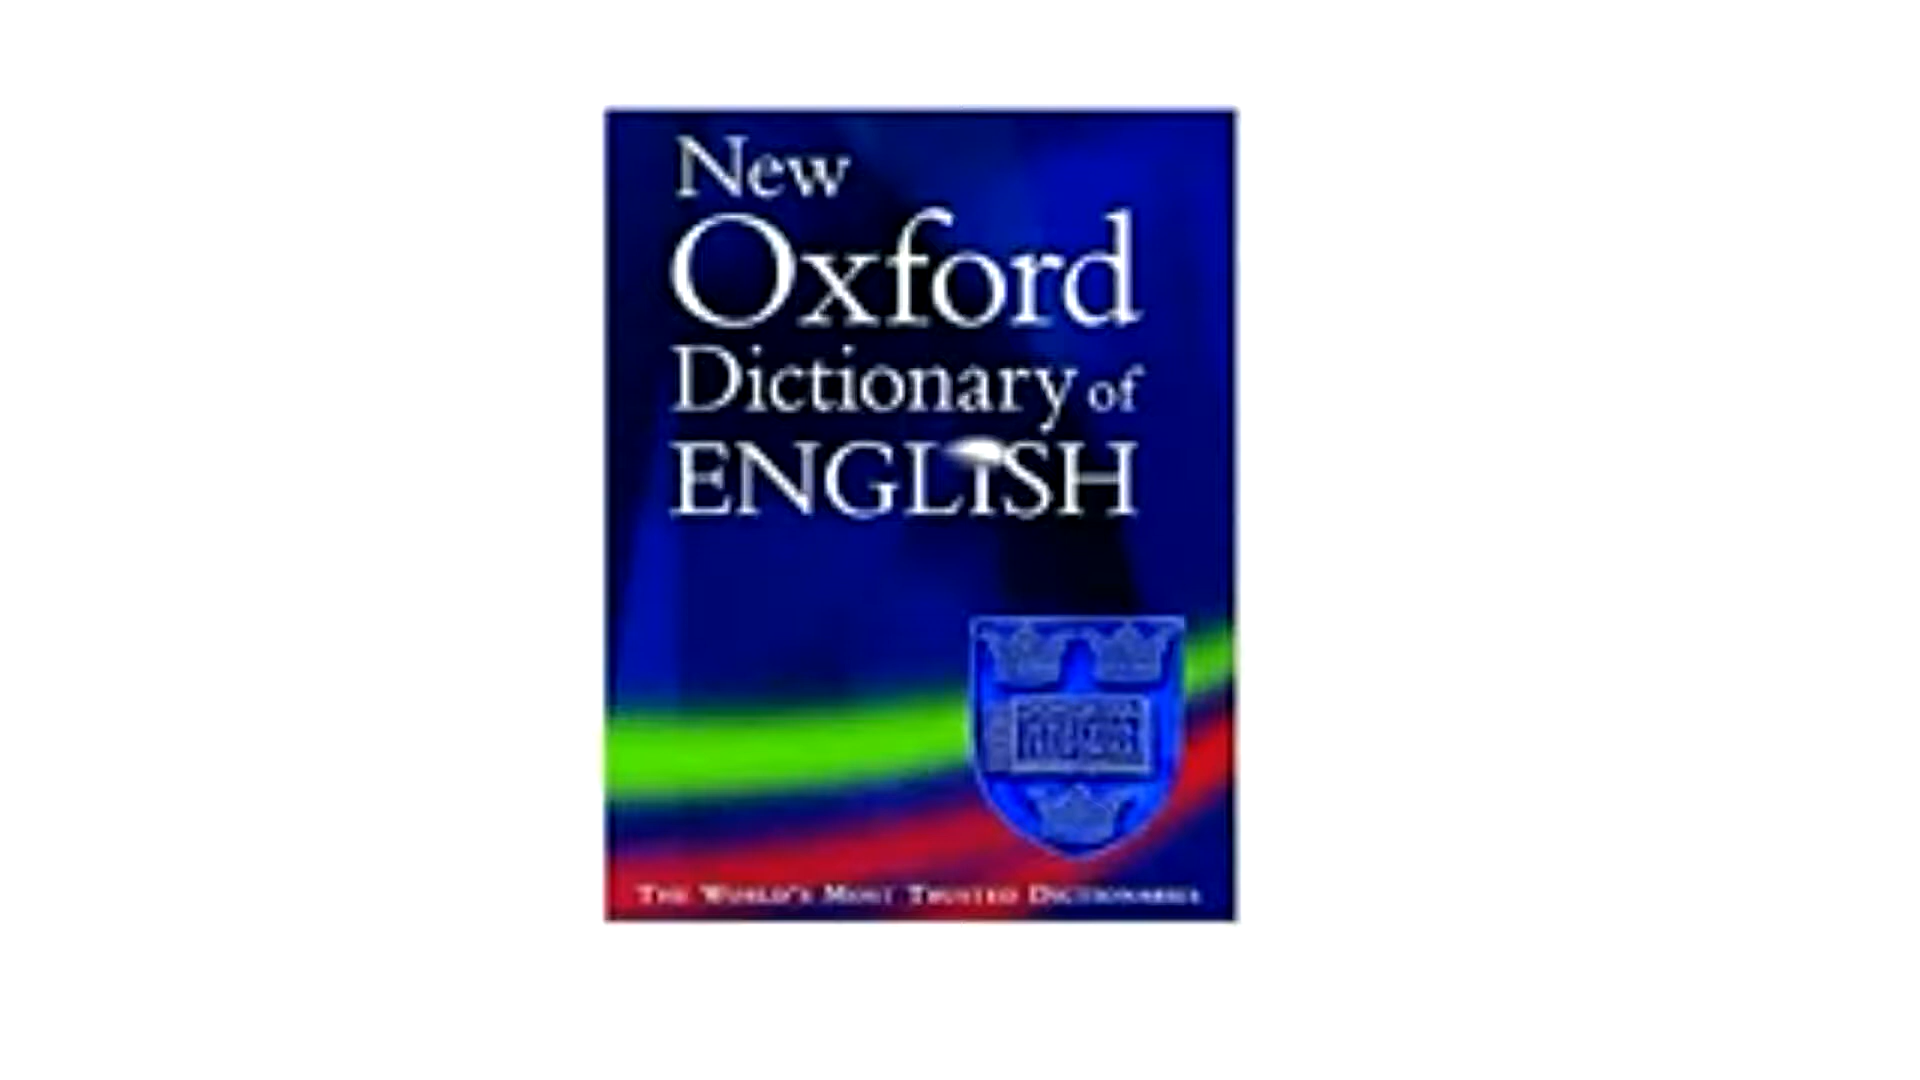 New
Oxford
Dictionary of
ENGLISH
THE WORLD'S MOST TRUSTED DICTIONARIES